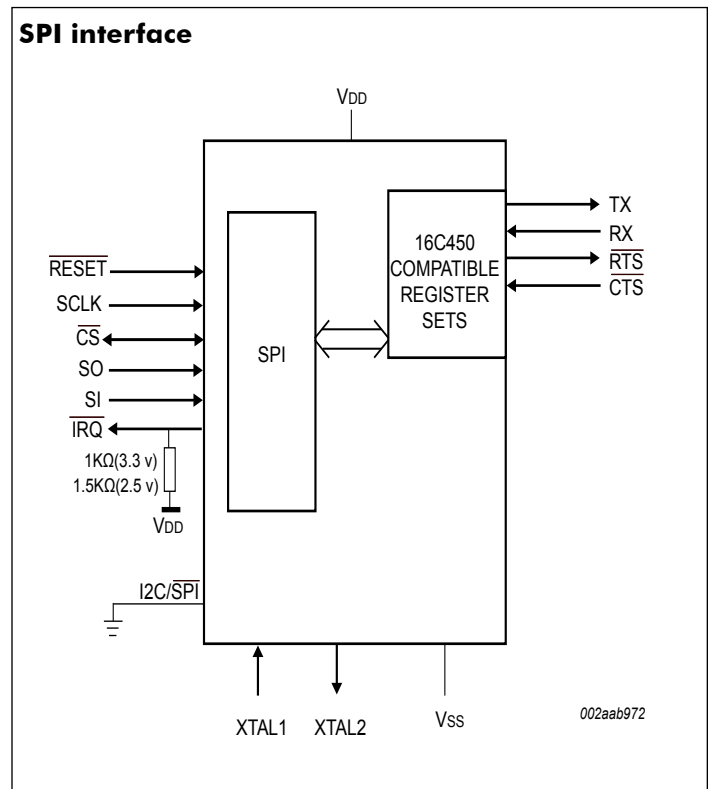 SPI interface
VDD
16C450
COMPATIBLE
REGISTER
SETS
TX
RX
RTS
CTS
RESET
SCLK
CS
SO
SI
IRQ
SPI
1KΩ(3.3 v)
1.5KΩ(2.5 v)
VDD
I2C/SPI
XTAL1
XTAL2
VSS
002aab972